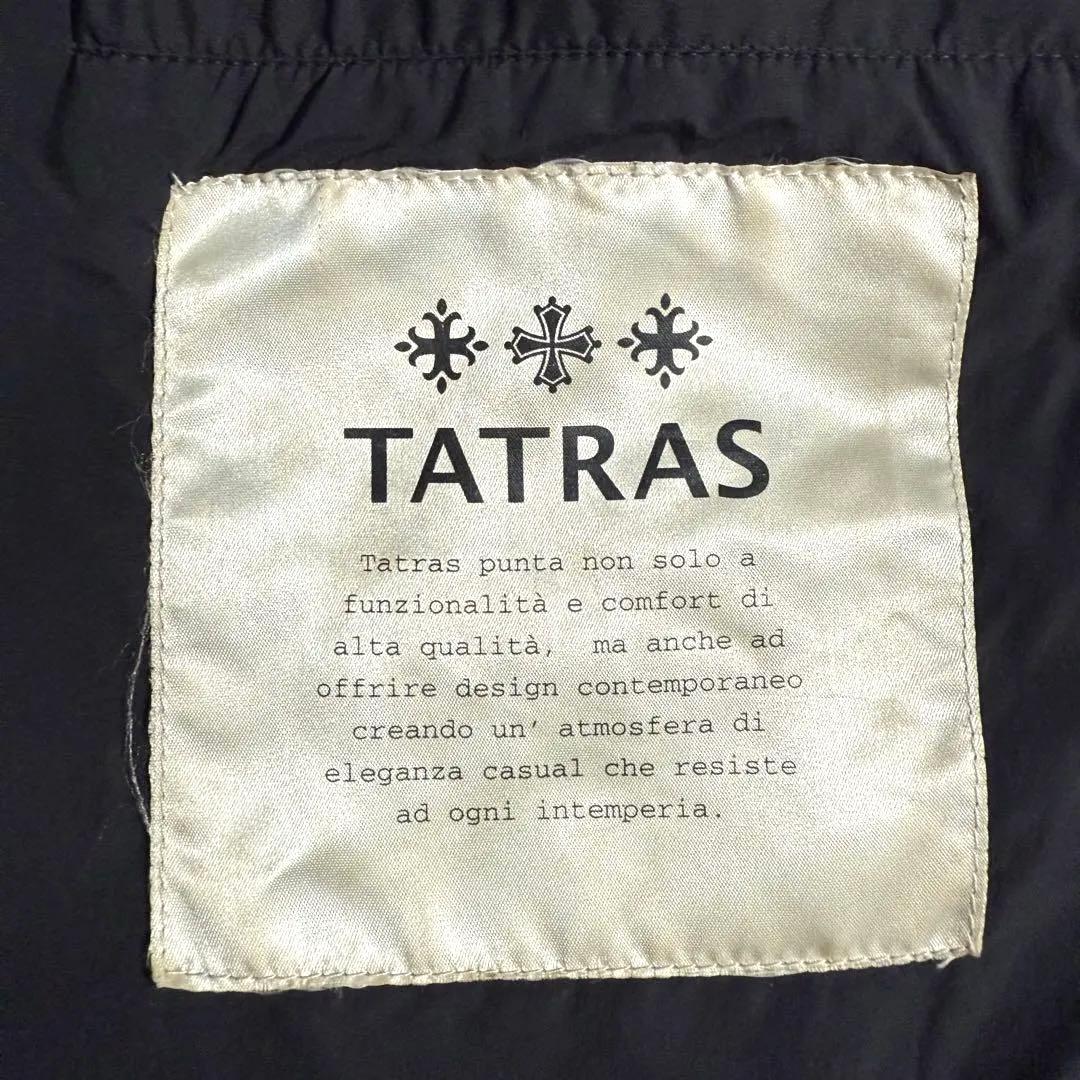 TATRAS
Tatras punta non solo a
funzionalità e comfort di
alta qualità, ma anche ad
offrire design contemporaneo
creando un' atmosfera di
eleganza casual che resiste
ad ogni intemperia.